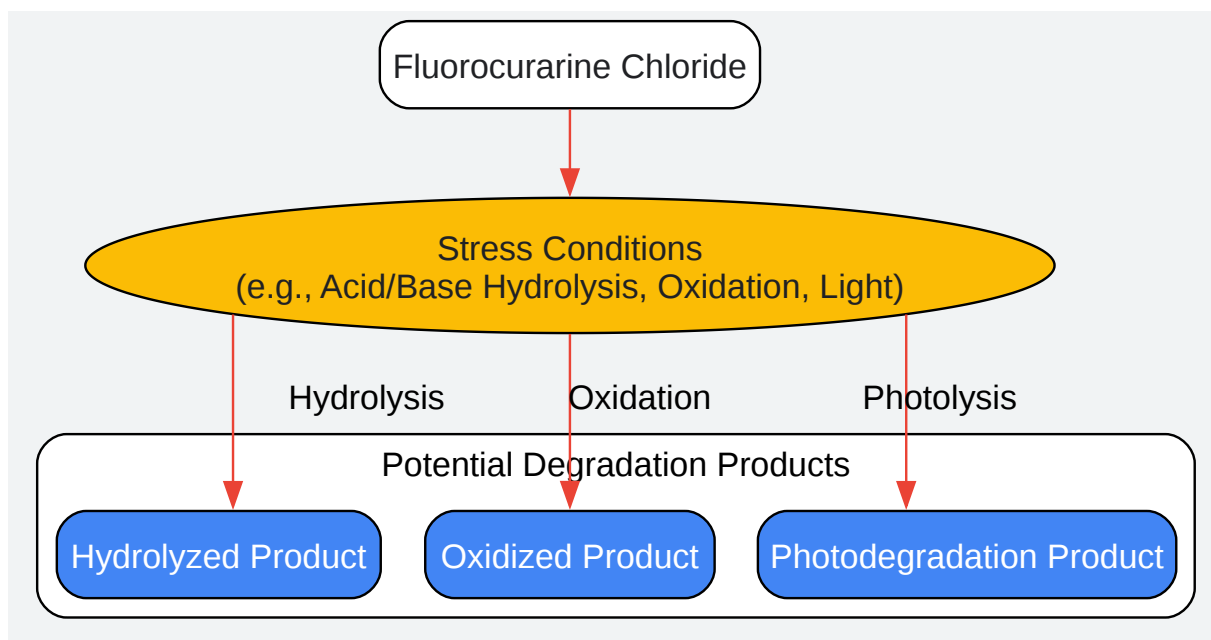 Fluorocurarine Chloride
Stress Conditions
(e.g., Acid/Base Hydrolysis, Oxidation, Light)
Hydrolysis
Oxidation
Photolysis
Potential Degradation Products
Hydrolyzed Product
Oxidized Product
Photodegradation Product